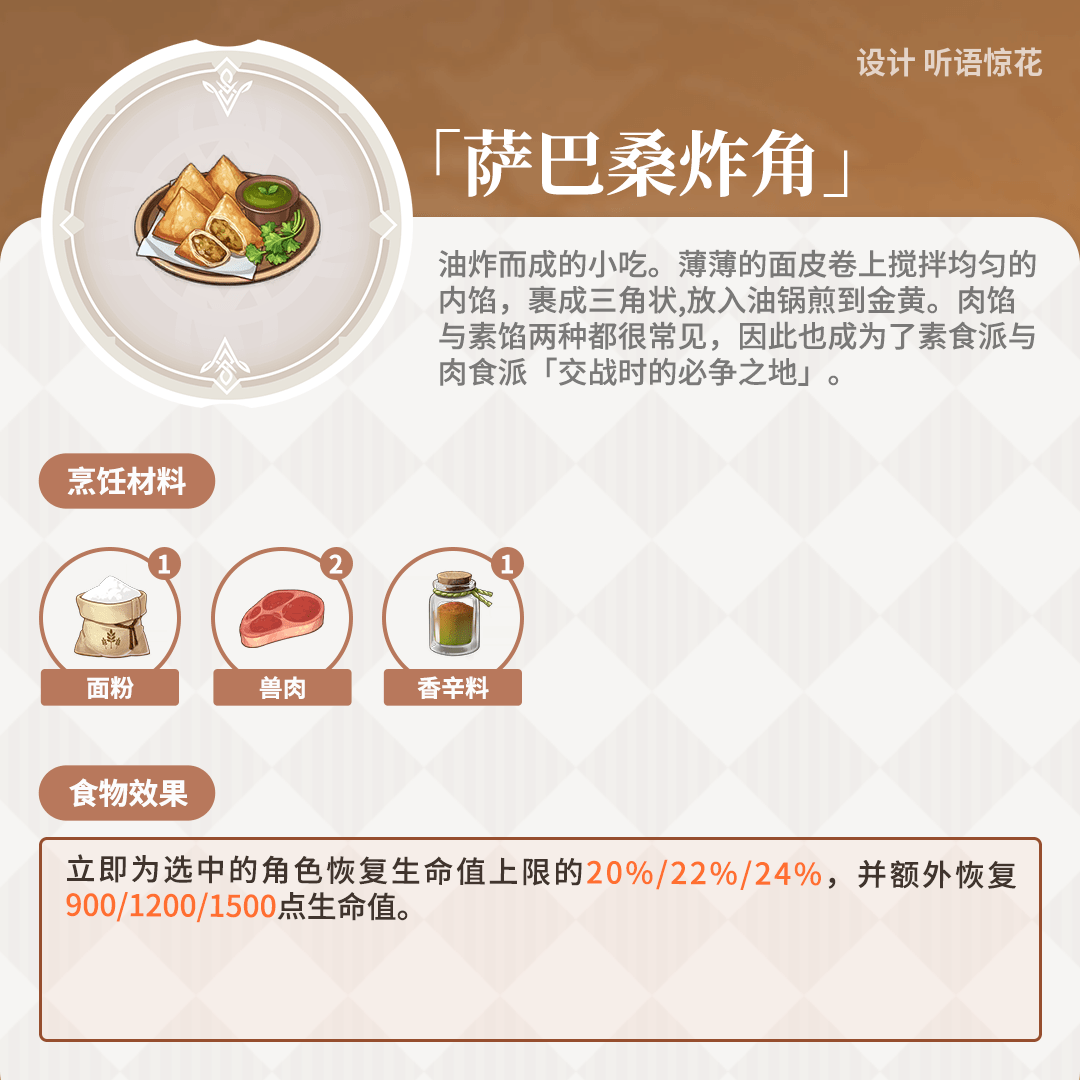 设计 听语惊花
「萨巴桑炸角」
油炸而成的小吃。薄薄的面皮卷上搅拌均匀的
内馅，裹成三角状,放入油锅煎到金黄。肉馅
与素馅两种都很常见，因此也成为了素食派与
肉食派「交战时的必争之地」。
烹饪材料
1
2
1
面粉
兽肉
香辛料
食物效果
立即为选中的角色恢复生命值上限的20%/22%/24%，并额外恢复
900/1200/1500点生命值。